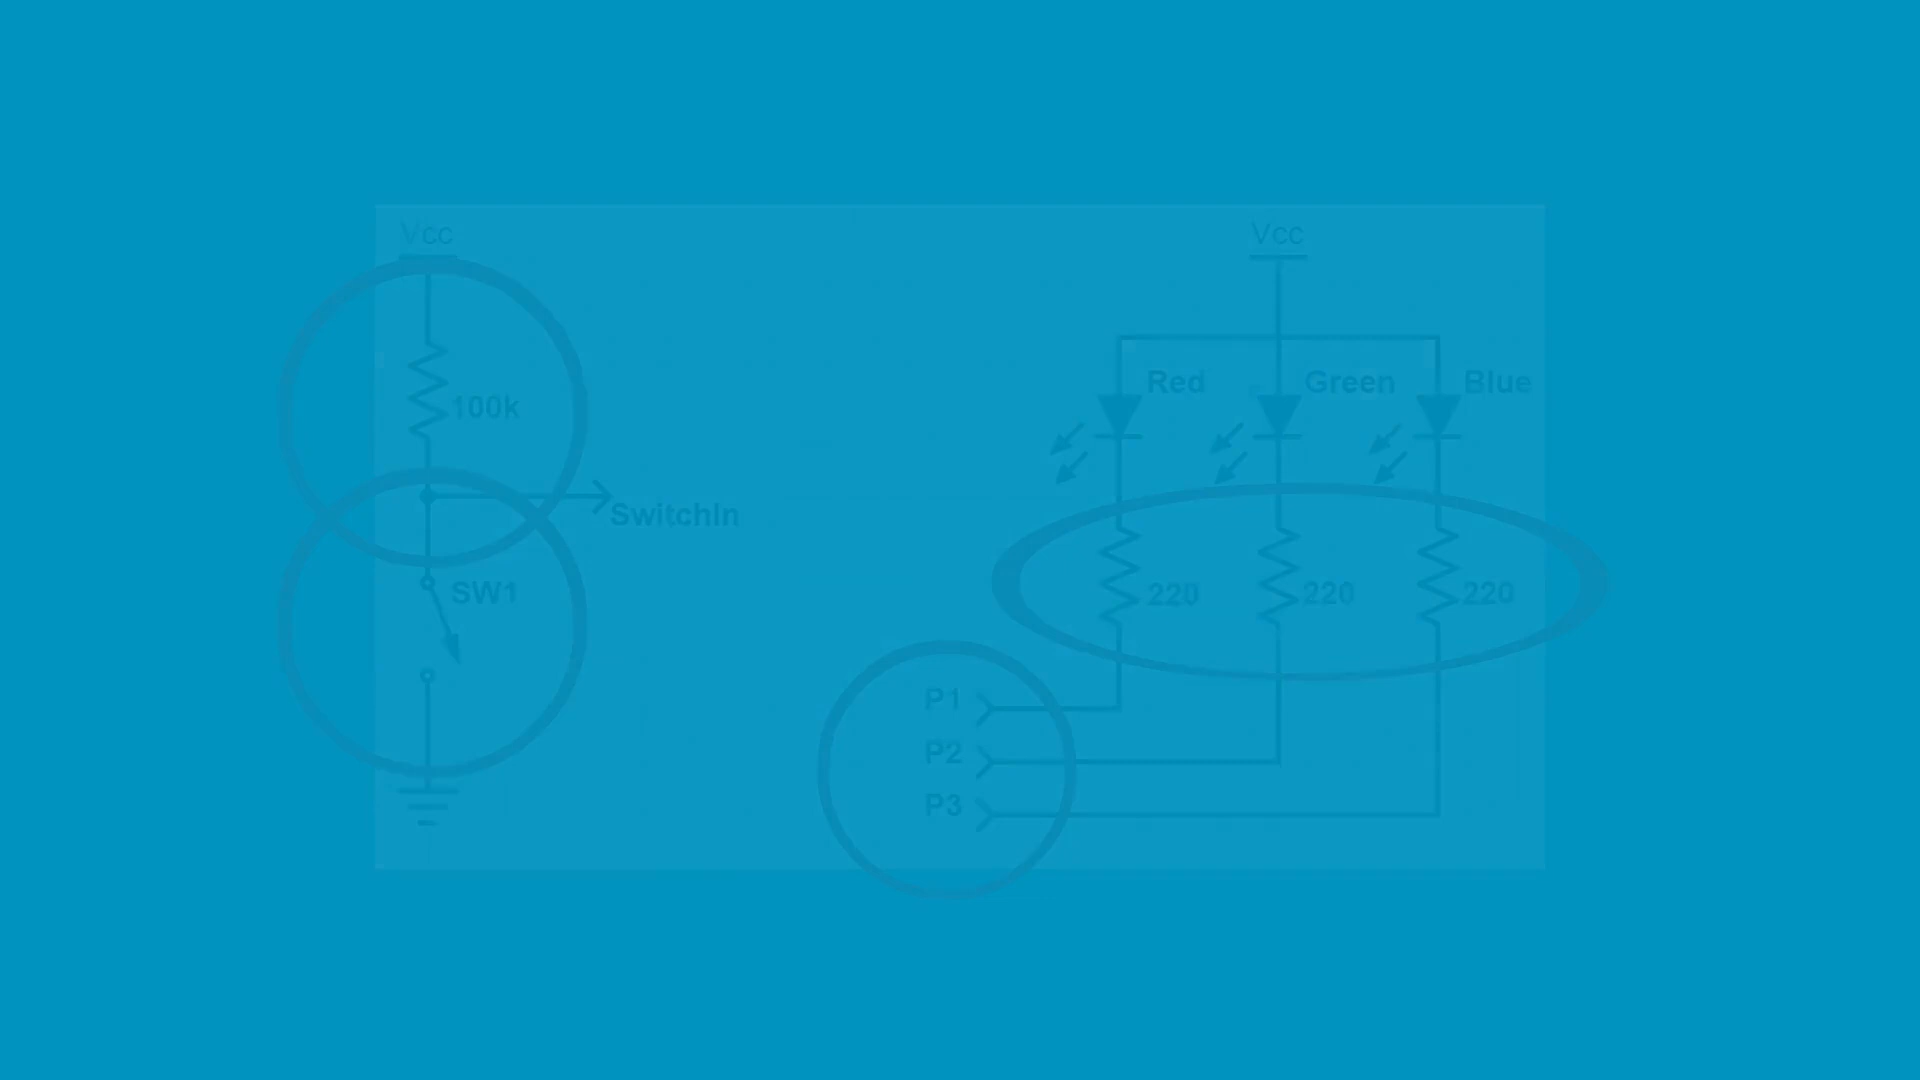 Vcc
100k
SwitchIn
SW1
Vcc
Red
Green
Blue
220
220
220
P1
P2
P3